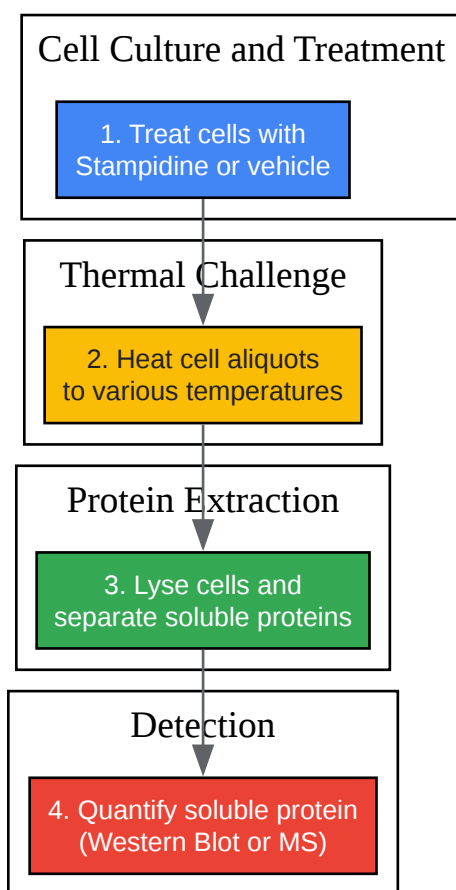 Cell Culture and Treatment
1. Treat cells with
Stampidine or vehicle
Thermal Challenge
2. Heat cell aliquots
to various temperatures
Protein Extraction
3. Lyse cells and
separate soluble proteins
Detection
4. Quantify soluble protein
(Western Blot or MS)